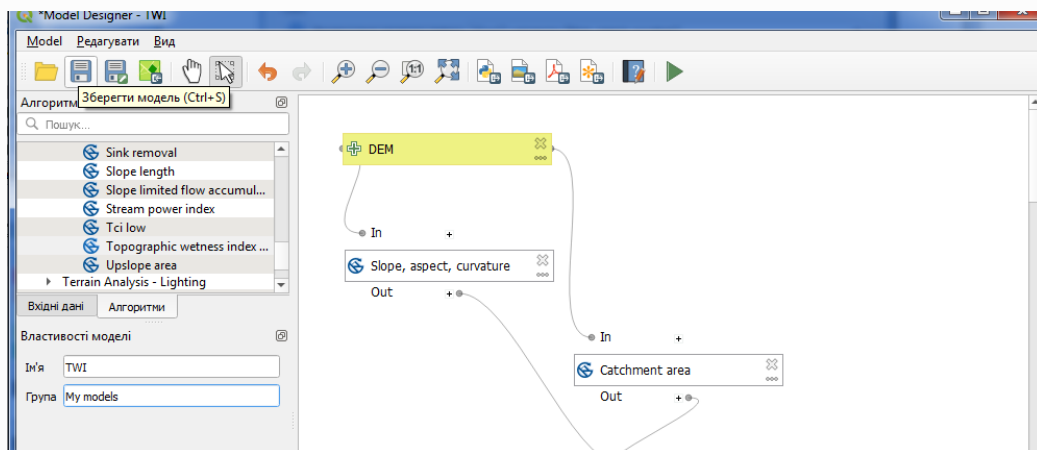 *Model Designer - TWI
Model Редагувати Вид
Зберегти модель (Ctrl+S)
Алгоритм
Пошук...
Sink removal
Slope length
Slope limited flow accumul...
Stream power index
Tci low
Topographic wetness index ...
Upslope area
Terrain Analysis - Lighting
Вхідні дані Алгоритми
Властивості моделі
Ім'я TWI
Група My models
DEM
In +
Slope, aspect, curvature
Out +
In +
Catchment area
Out +